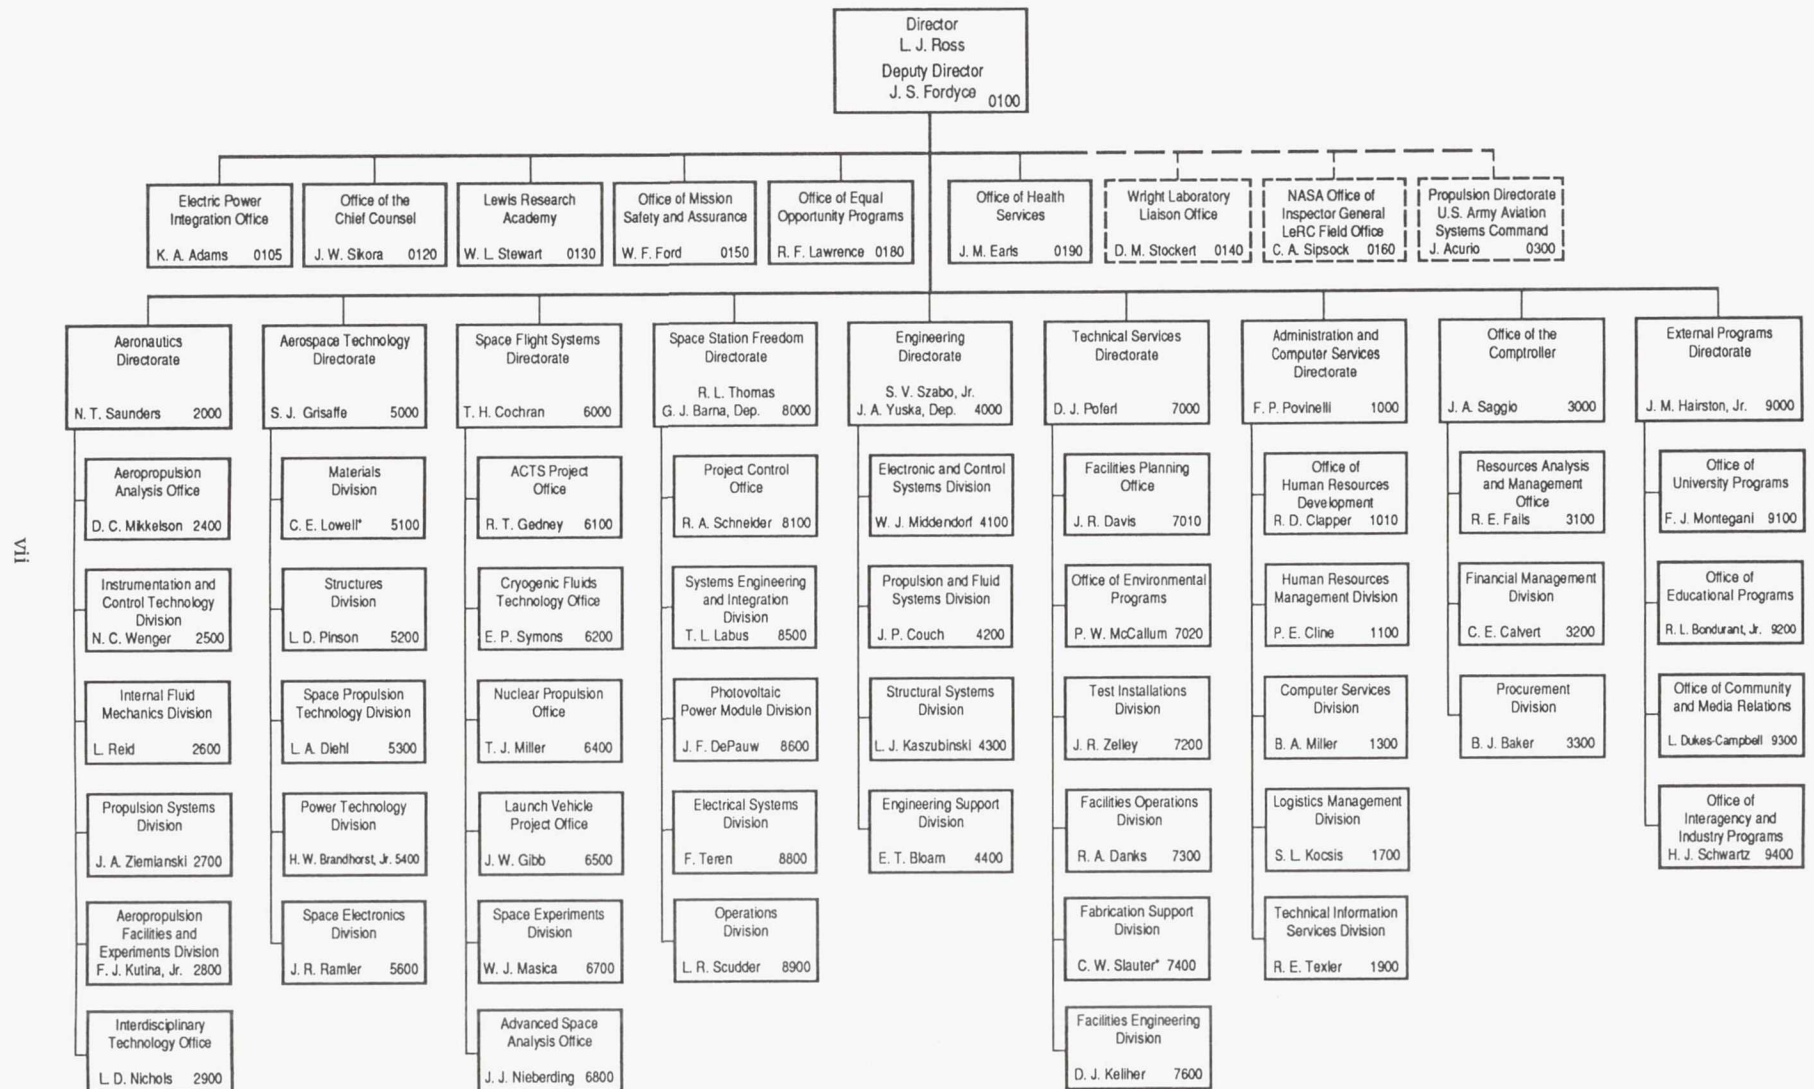 Director
L. J. Ross
Deputy Director
J. S. Fordyce 0100
Electric Power
Integration Office
K. A. Adams 0105
Office of the
Chief Counsel
J. W. Sikora 0120
Lewis Research
Academy
W. L. Stewart 0130
Office of Mission
Safety and Assurance
W. F. Ford 0150
Office of Equal
Opportunity Programs
R. F. Lawrence 0180
Office of Health
Services
J. M. Earls 0190
Wright Laboratory
Liaison Office
D. M. Stockert 0140
NASA Office of
Inspector General
LeRC Field Office
C. A. Sipsock 0160
Propulsion Directorate
U.S. Army Aviation
Systems Command
J. Acurio 0300
Aeronautics
Directorate
N. T. Saunders 2000
Aeropropulsion
Analysis Office
D. C. Mikkelson 2400
Instrumentation and
Control Technology
Division
N. C. Wenger 2500
Internal Fluid
Mechanics Division
L. Reid 2600
Propulsion Systems
Division
J. A. Ziemianski 2700
Aeropropulsion
Facilities and
Experiments Division
F. J. Kutina, Jr. 2800
Interdisciplinary
Technology Office
L. D. Nichols 2900
Aerospace Technology
Directorate
S. J. Grisaffe 5000
Materials
Division
C. E. Lowell* 5100
Structures
Division
L. D. Pinson 5200
Space Propulsion
Technology Division
L. A. Diehl 5300
Power Technology
Division
H. W. Brandhorst, Jr. 5400
Space Electronics
Division
J. R. Ramler 5600
Space Flight Systems
Directorate
T. H. Cochran 6000
ACTS Project
Office
R. T. Gedney 6100
Cryogenic Fluids
Technology Office
E. P. Symons 6200
Nuclear Propulsion
Office
T. J. Miller 6400
Launch Vehicle
Project Office
J. W. Gibb 6500
Space Experiments
Division
W. J. Masica 6700
Advanced Space
Analysis Office
J. J. Nieberding 6800
Space Station Freedom
Directorate
R. L. Thomas
G. J. Barna, Dep. 8000
Project Control
Office
R. A. Schneider 8100
Systems Engineering
and Integration
Division
T. L. Labus 8500
Photovoltaic
Power Module Division
J. F. DePauw 8600
Electrical Systems
Division
F. Teren 8800
Operations
Division
L. R. Scudder 8900
Engineering
Directorate
S. V. Szabo, Jr.
J. A. Yuska, Dep. 4000
Electronic and Control
Systems Division
W. J. Middendorf 4100
Propulsion and Fluid
Systems Division
J. P. Couch 4200
Structural Systems
Division
L. J. Kaszubinski 4300
Engineering Support
Division
E. T. Bloam 4400
Technical Services
Directorate
D. J. Poferl 7000
Facilities Planning
Office
J. R. Davis 7010
Office of Environmental
Programs
P. W. McCallum 7020
Test Installations
Division
J. R. Zelley 7200
Facilities Operations
Division
R. A. Danks 7300
Fabrication Support
Division
C. W. Slauter* 7400
Facilities Engineering
Division
D. J. Keliher 7600
Administration and
Computer Services
Directorate
F. P. Povinelli 1000
Office of
Human Resources
Development
R. D. Clapper 1010
Human Resources
Management Division
P. E. Cline 1100
Computer Services
Division
B. A. Miller 1300
Logistics Management
Division
S. L. Kocsis 1700
Technical Information
Services Division
R. E. Texler 1900
Office of the
Comptroller
J. A. Saggio 3000
Resources Analysis
and Management
Office
R. E. Fails 3100
Financial Management
Division
C. E. Calvert 3200
Procurement
Division
B. J. Baker 3300
External Programs
Directorate
J. M. Hairston, Jr. 9000
Office of
University Programs
F. J. Montegani 9100
Office of
Educational Programs
R. L. Bondurant, Jr. 9200
Office of Community
and Media Relations
L. Dukes-Campbell 9300
Office of
Interagency and
Industry Programs
H. J. Schwartz 9400
vii